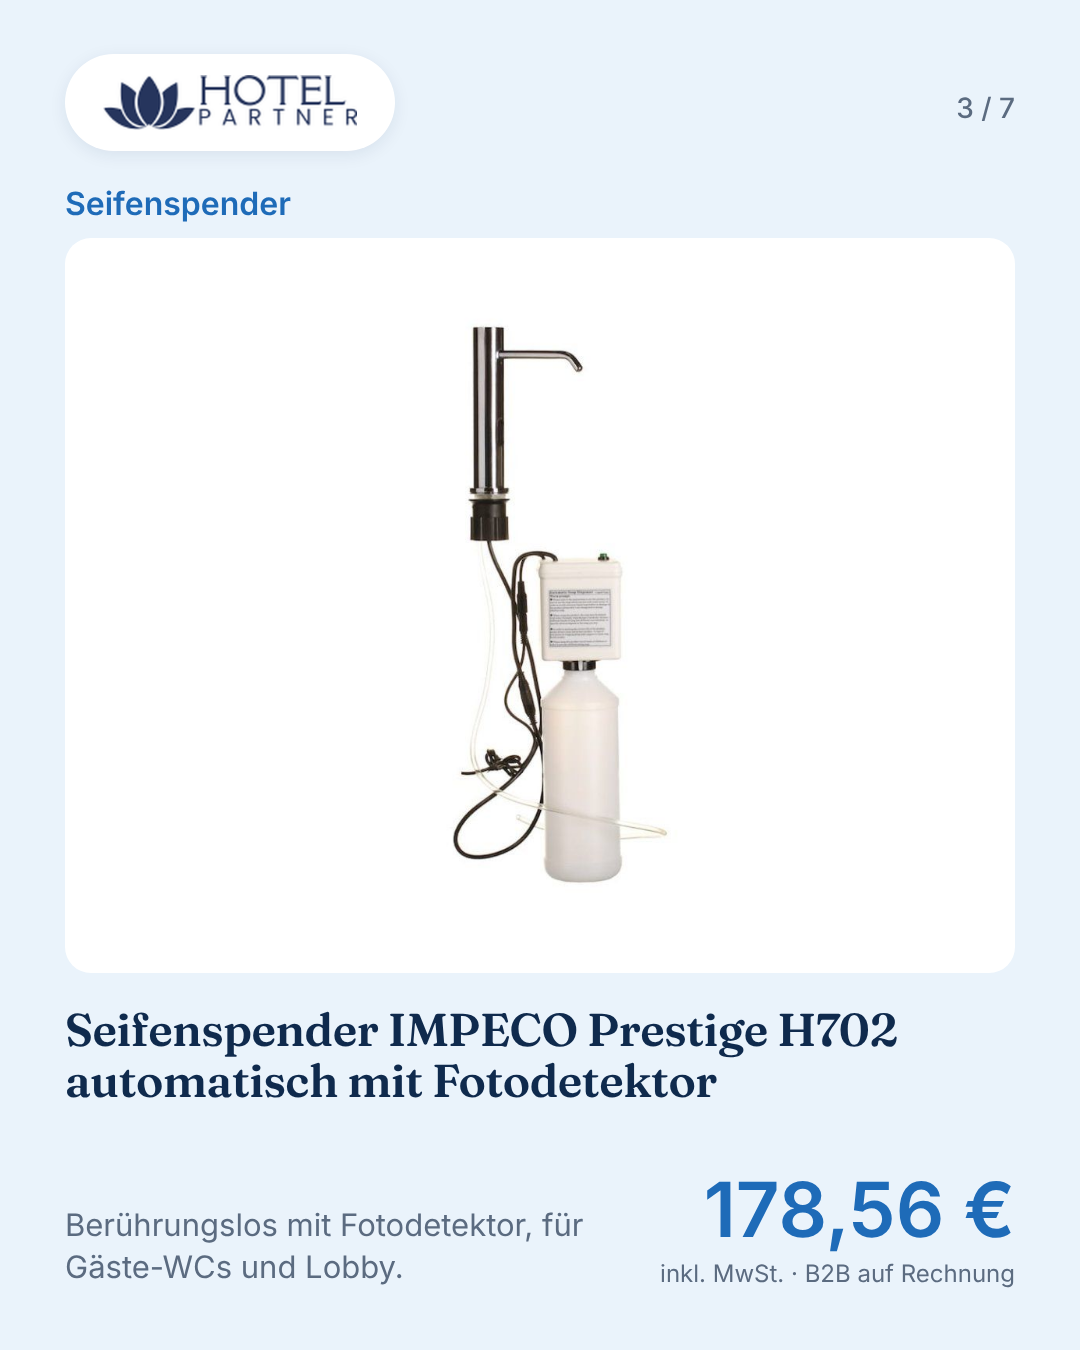 HOTEL
PARTNER
3 / 7
Seifenspender
Seifenspender IMPECO Prestige H702
automatisch mit Fotodetektor
Berührungslos mit Fotodetektor, für
Gäste-WCs und Lobby.
178,56 €
inkl. MwSt. · B2B auf Rechnung